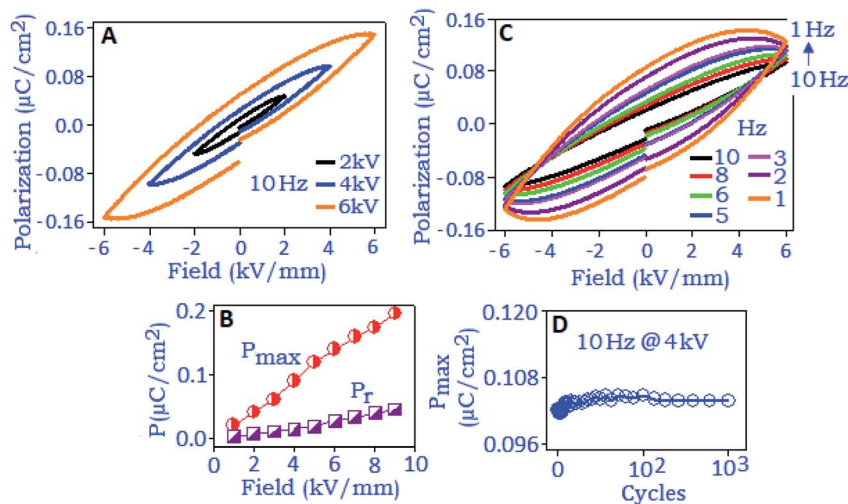 A
0.16
0.08
0.0
-0.08
-0.16
Polarization (μC/cm²)
10 Hz
2kV
4kV
6kV
-6 -4 -2 0 2 4 6
Field (kV/mm)
C
0.16
0.08
0.0
-0.08
-0.16
Polarization (μC/cm²)
1 Hz
10 Hz
Hz
10 3
8 2
6 1
5
-6 -4 -2 0 2 4 6
Field (kV/mm)
B
0.2
0.1
0.0
P(μC/cm²)
Pmax
Pr
0 2 4 6 8 10
Field (kV/mm)
D
10 Hz @ 4kV
0.120
0.108
0.096
Pmax
(μC/cm²)
0 10² 10³
Cycles